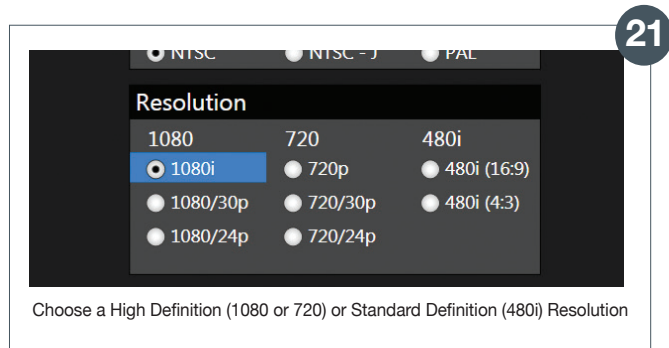 21
NTSC NTSC - J PAL
Resolution
1080 720 480i
1080i 720p 480i (16:9)
1080/30p 720/30p 480i (4:3)
1080/24p 720/24p
Choose a High Definition (1080 or 720) or Standard Definition (480i) Resolution